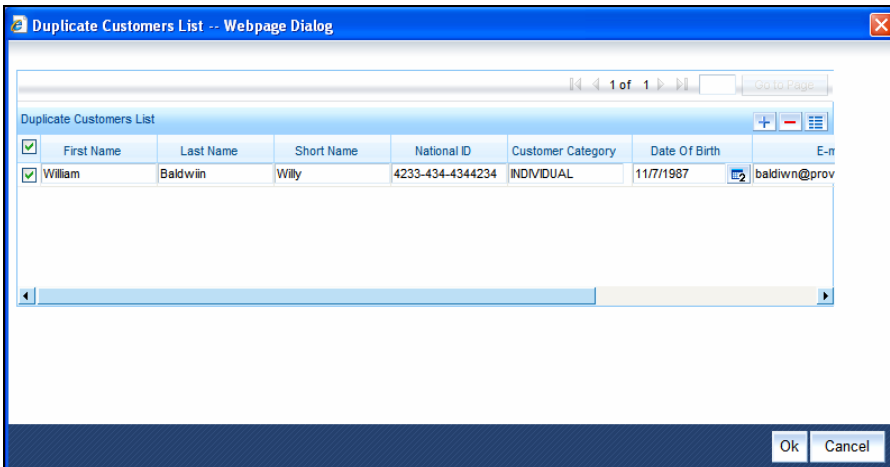 Duplicate Customers List -- Webpage Dialog
1 of 1 Go to Page
Duplicate Customers List
First Name Last Name Short Name National ID Customer Category Date Of Birth E-m
William Baldwiin Willy 4233-434-4344234 INDIVIDUAL 11/7/1987 baldiwn@prov
Ok Cancel